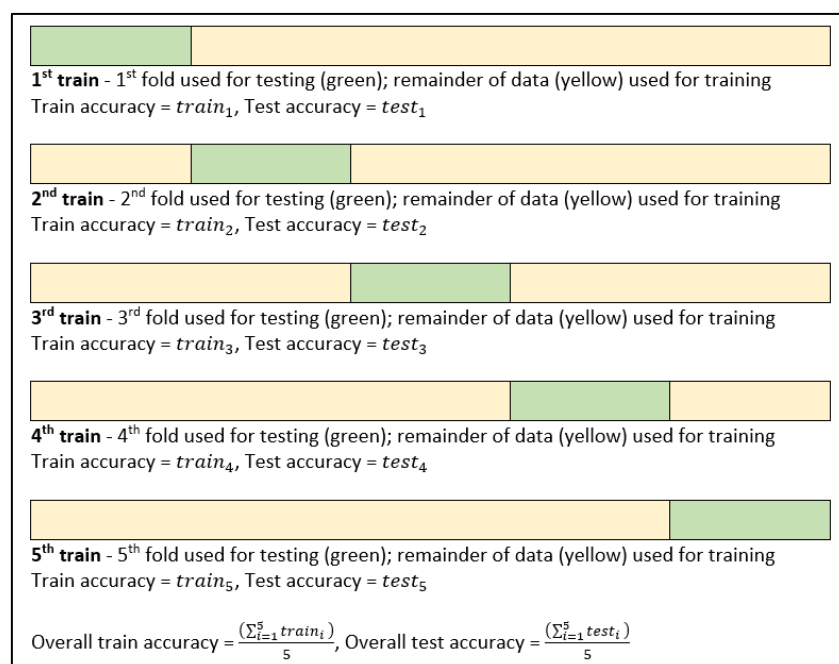 1st train - 1st fold used for testing (green); remainder of data (yellow) used for training
Train accuracy = train₁, Test accuracy = test₁
2nd train - 2nd fold used for testing (green); remainder of data (yellow) used for training
Train accuracy = train₂, Test accuracy = test₂
3rd train - 3rd fold used for testing (green); remainder of data (yellow) used for training
Train accuracy = train₃, Test accuracy = test₃
4th train - 4th fold used for testing (green); remainder of data (yellow) used for training
Train accuracy = train₄, Test accuracy = test₄
5th train - 5th fold used for testing (green); remainder of data (yellow) used for training
Train accuracy = train₅, Test accuracy = test₅
Overall train accuracy = (Σ⁵ᵢ₌₁ trainᵢ)/5, Overall test accuracy = (Σ⁵ᵢ₌₁ testᵢ)/5